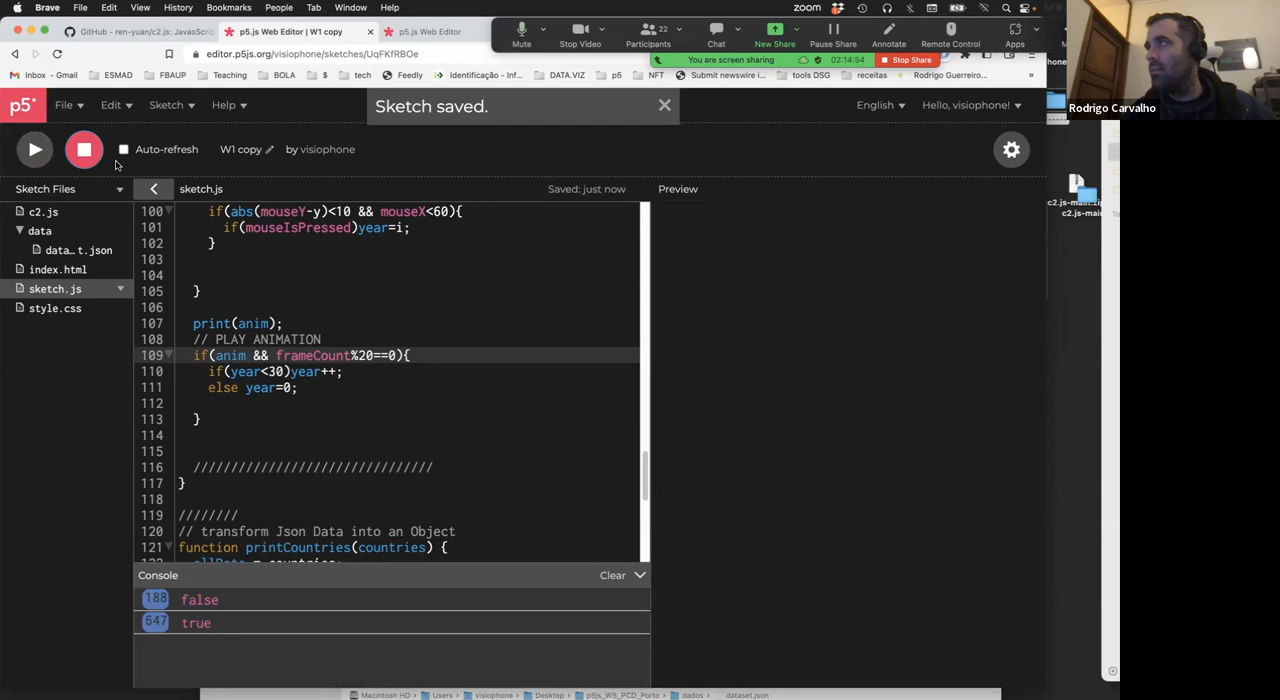 Brave File Edit View History Bookmarks People Tab Window Help zoom
GitHub - ren-yuan/c2.js: JavaScri
p5.js Web Editor | W1 copy
p5.js Web Editor
Mute Stop Video Participants 22 Chat New Share Pause Share Annotate Remote Control Apps
editor.p5js.org/visiophone/sketches/UqFKfRBOe
You are screen sharing 02:14:54 Stop Share
Inbox - Gmail ESMAD FBAUP Teaching BOLA $ tech Feedly Identificação - Inf... DATA.VIZ p5 NFT Submit newswire i... tools DSG receitas Rodrigo Guerreiro... »
p5* File Edit Sketch Help Sketch saved. English Hello, visiophone!
Rodrigo Carvalho
Auto-refresh W1 copy by visiophone
Sketch Files sketch.js Saved: just now Preview
c2.js
data
data…t.json
index.html
sketch.js
style.css
100 if(abs(mouseY-y)<10 && mouseX<60){
101 if(mouseIsPressed)year=i;
102 }
103
104
105 }
106
107 print(anim);
108 // PLAY ANIMATION
109 if(anim && frameCount%20==0){
110 if(year<30)year++;
111 else year=0;
112
113 }
114
115
116 ////////////////////////////////
117 }
118
119 ////////
120 // transform Json Data into an Object
121 function printCountries(countries) {
Console Clear
188 false
647 true
c2.js-main.zip
c2.js-main
Macintosh HD Users visiophone Desktop p5js_WS_PCD_Porto dados dataset.json